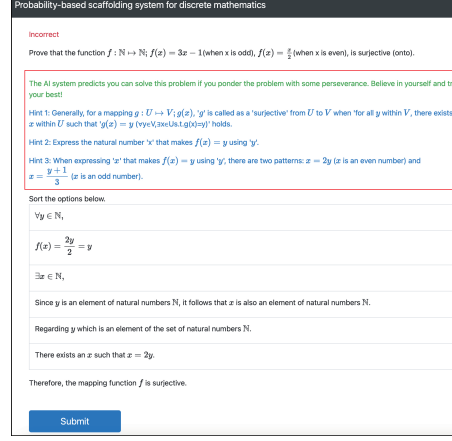 Probability-based scaffolding system for discrete mathematics
Incorrect
Prove that the function f : ℕ ↦ ℕ; f(x) = 3x − 1(when x is odd), f(x) = x/2 (when x is even), is surjective (onto).
The AI system predicts you can solve this problem if you ponder the problem with some perseverance. Believe in yourself and
your best!
Hint 1: Generally, for a mapping g : U ↦ V; g(x), 'g' is called as a 'surjective' from U to V when 'for all y within V, there exists
x within U such that 'g(x) = y (∀y∈V,∃x∈Us.t.g(x)=y)' holds.
Hint 2: Express the natural number 'x' that makes f(x) = y using 'y'.
Hint 3: When expressing 'x' that makes f(x) = y using 'y', there are two patterns: x = 2y (x is an even number) and
x = (y + 1)/3 (x is an odd number).
Sort the options below.
∀y ∈ ℕ,
f(x) = 2y/2 = y
∃x ∈ ℕ,
Since y is an element of natural numbers ℕ, it follows that x is also an element of natural numbers ℕ.
Regarding y which is an element of the set of natural numbers ℕ.
There exists an x such that x = 2y.
Therefore, the mapping function f is surjective.
Submit